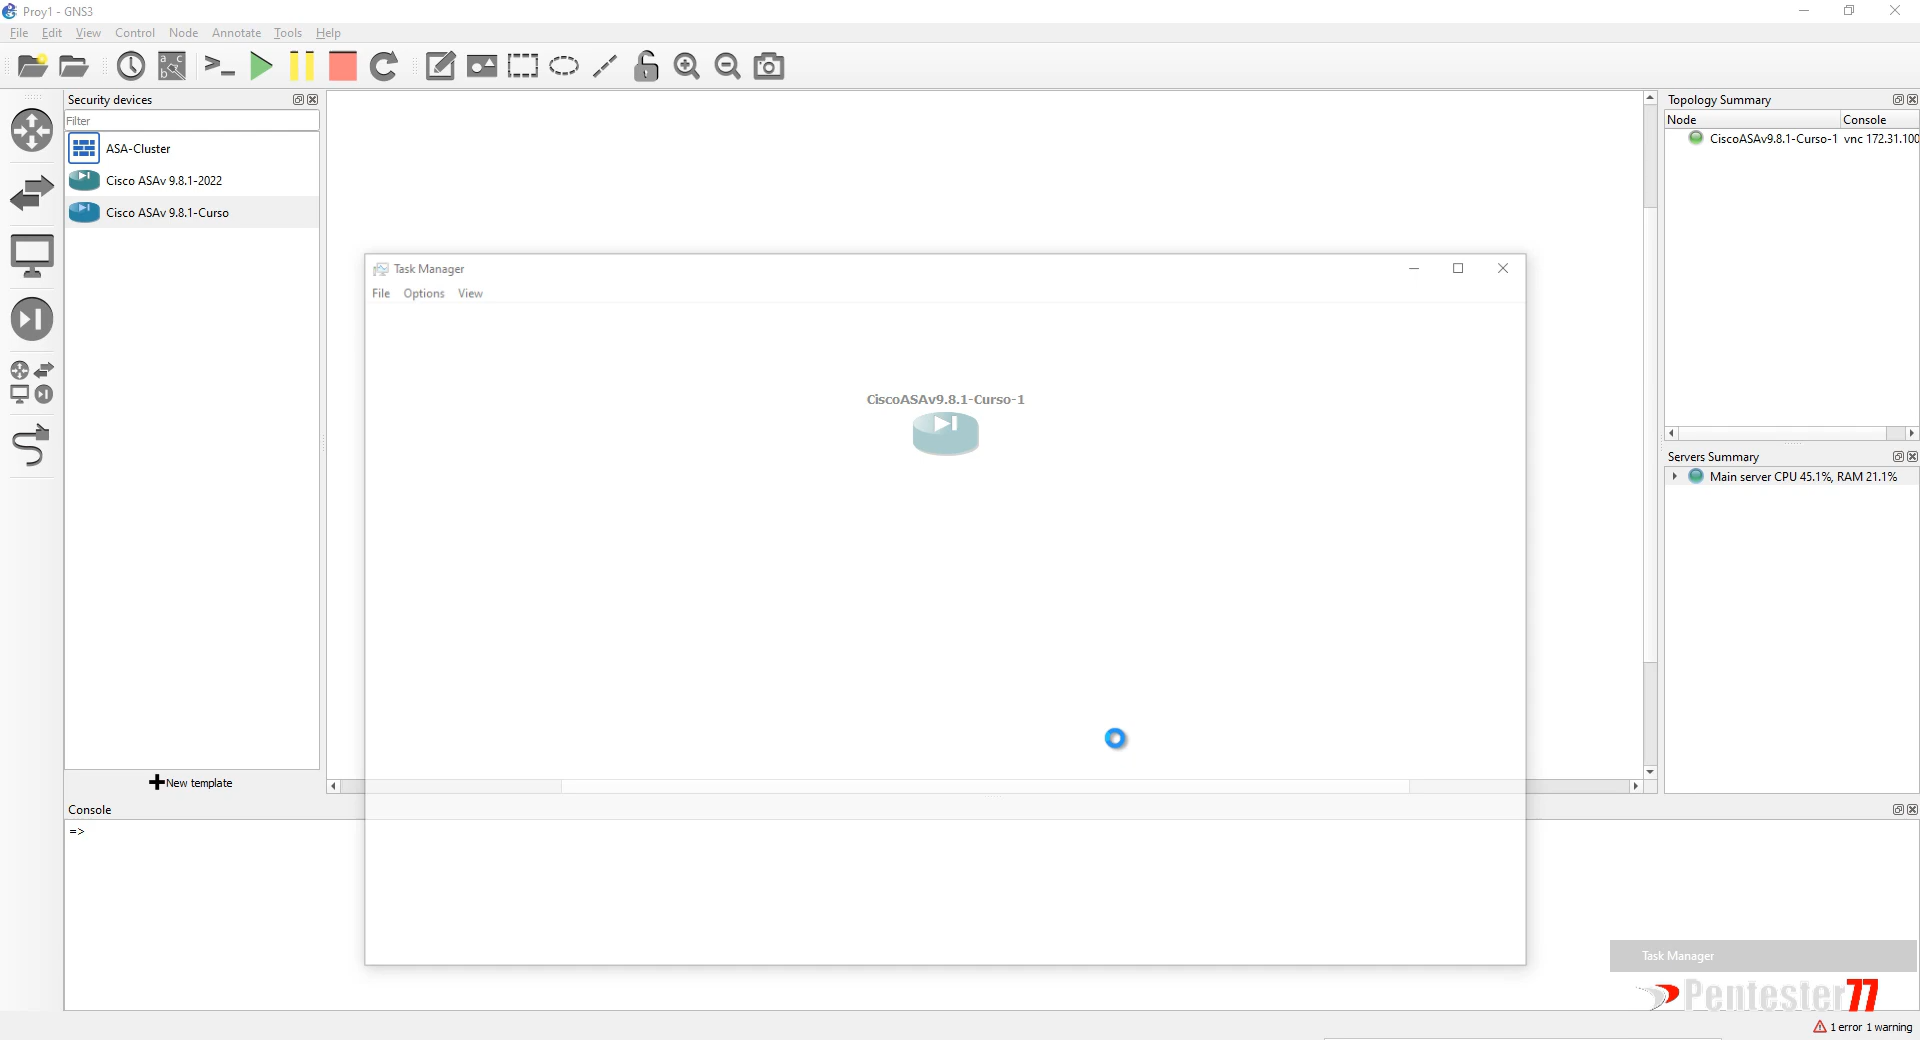 Proy1 - GNS3
File Edit View Control Node Annotate Tools Help
Security devices
Filter
ASA-Cluster
Cisco ASAv 9.8.1-2022
Cisco ASAv 9.8.1-Curso
New template
Task Manager
File Options View
CiscoASAv9.8.1-Curso-1
Topology Summary
Node Console
CiscoASAv9.8.1-Curso-1 vnc 172.31.100
Servers Summary
Main server CPU 45.1%, RAM 21.1%
Console
=>
Task Manager
Pentester77
1 error 1 warning